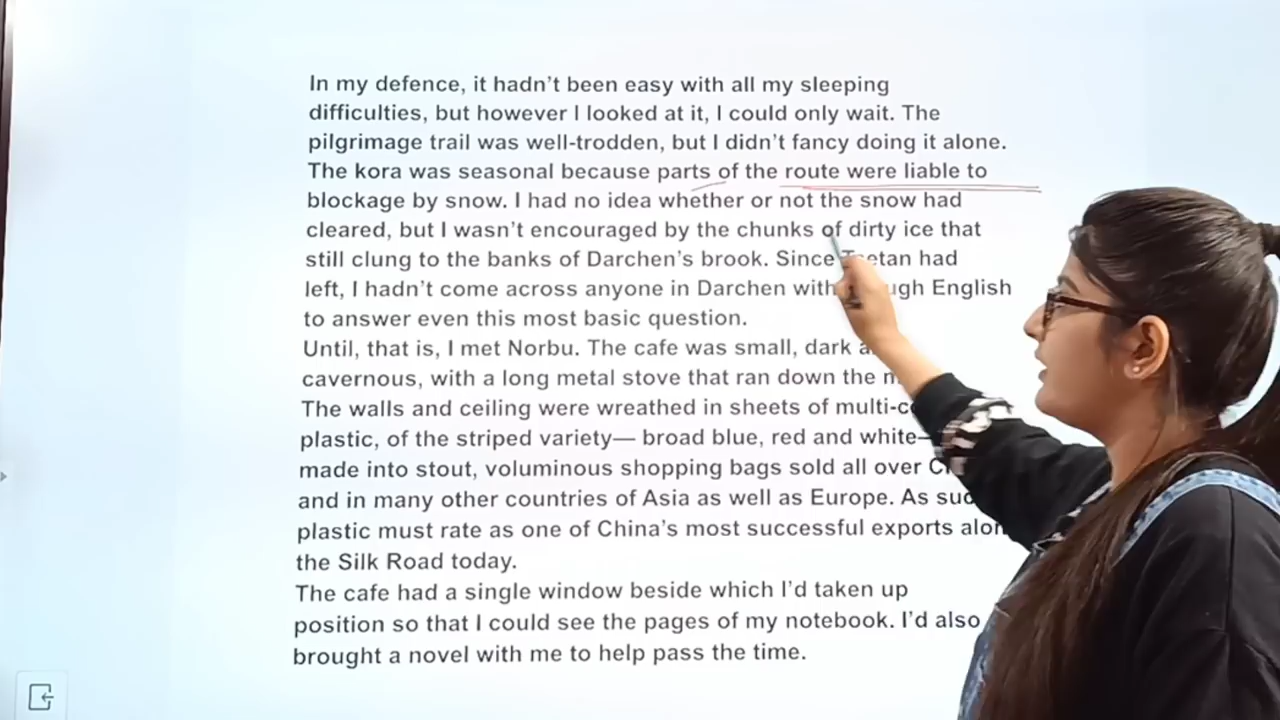 In my defence, it hadn't been easy with all my sleeping
difficulties, but however I looked at it, I could only wait. The
pilgrimage trail was well-trodden, but I didn't fancy doing it alone.
The kora was seasonal because parts of the route were liable to
blockage by snow. I had no idea whether or not the snow had
cleared, but I wasn't encouraged by the chunks of dirty ice that
still clung to the banks of Darchen's brook. Since Tsetan had
left, I hadn't come across anyone in Darchen with English
to answer even this most basic question.
Until, that is, I met Norbu. The cafe was small, dark
cavernous, with a long metal stove that ran down the
The walls and ceiling were wreathed in sheets of
plastic, of the striped variety— broad blue, red and white—
made into stout, voluminous shopping bags sold all over
and in many other countries of Asia as well as Europe. As
plastic must rate as one of China's most successful exports
the Silk Road today.
The cafe had a single window beside which I'd taken up
position so that I could see the pages of my notebook. I'd also
brought a novel with me to help pass the time.